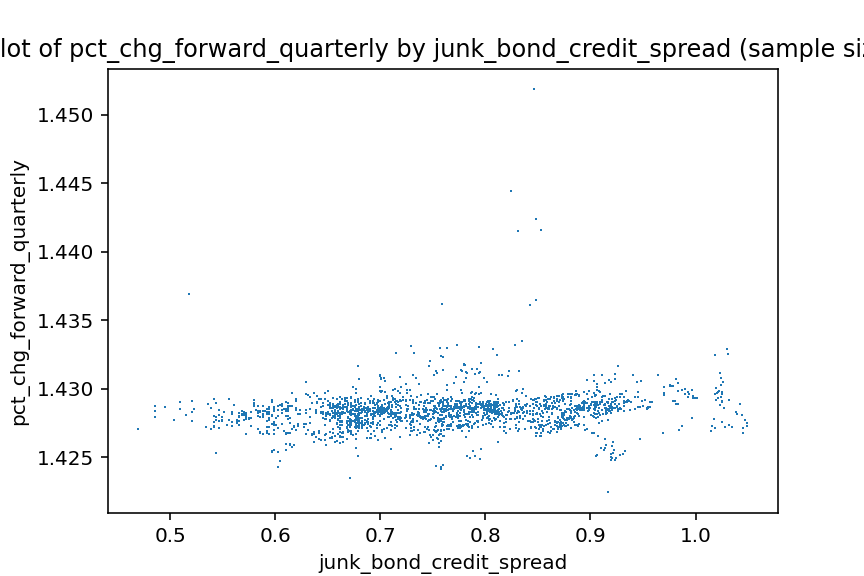 lot of pct_chg_forward_quarterly by junk_bond_credit_spread (sample
1.450
1.445
1.440
1.435
1.430
1.425
pct_chg_forward_quarterly
0.5 0.6 0.7 0.8 0.9 1.0
junk_bond_credit_spread